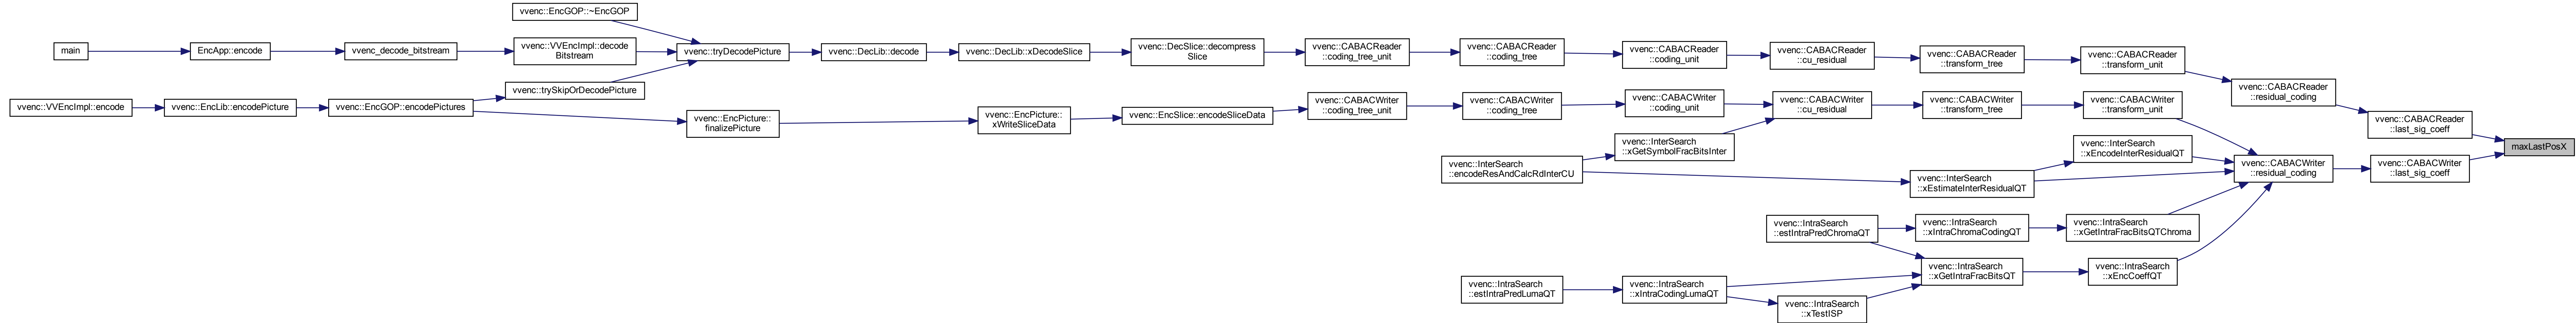 vvenc::EncGOP::~EncGOP
main
EncApp::encode
vvenc_decode_bitstream
vvenc::VVEncImpl::decode
Bitstream
vvenc::tryDecodePicture
vvenc::DecLib::decode
vvenc::DecLib::xDecodeSlice
vvenc::DecSlice::decompress
Slice
vvenc::CABACReader
::coding_tree_unit
vvenc::CABACReader
::coding_tree
vvenc::CABACReader
::coding_unit
vvenc::CABACReader
::cu_residual
vvenc::CABACReader
::transform_tree
vvenc::CABACReader
::transform_unit
vvenc::CABACReader
::residual_coding
vvenc::CABACReader
::last_sig_coeff
maxLastPosX
vvenc::trySkipOrDecodePicture
vvenc::VVEncImpl::encode
vvenc::EncLib::encodePicture
vvenc::EncGOP::encodePictures
vvenc::EncPicture::
finalizePicture
vvenc::EncPicture::
xWriteSliceData
vvenc::EncSlice::encodeSliceData
vvenc::CABACWriter
::coding_tree_unit
vvenc::CABACWriter
::coding_tree
vvenc::CABACWriter
::coding_unit
vvenc::CABACWriter
::cu_residual
vvenc::CABACWriter
::transform_tree
vvenc::CABACWriter
::transform_unit
vvenc::InterSearch
::xGetSymbolFracBitsInter
vvenc::InterSearch
::xEncodeInterResidualQT
vvenc::InterSearch
::encodeResAndCalcRdInterCU
vvenc::InterSearch
::xEstimateInterResidualQT
vvenc::CABACWriter
::residual_coding
vvenc::CABACWriter
::last_sig_coeff
vvenc::IntraSearch
::estIntraPredChromaQT
vvenc::IntraSearch
::xIntraChromaCodingQT
vvenc::IntraSearch
::xGetIntraFracBitsQTChroma
vvenc::IntraSearch
::xGetIntraFracBitsQT
vvenc::IntraSearch
::xEncCoeffQT
vvenc::IntraSearch
::estIntraPredLumaQT
vvenc::IntraSearch
::xIntraCodingLumaQT
vvenc::IntraSearch
::xTestISP